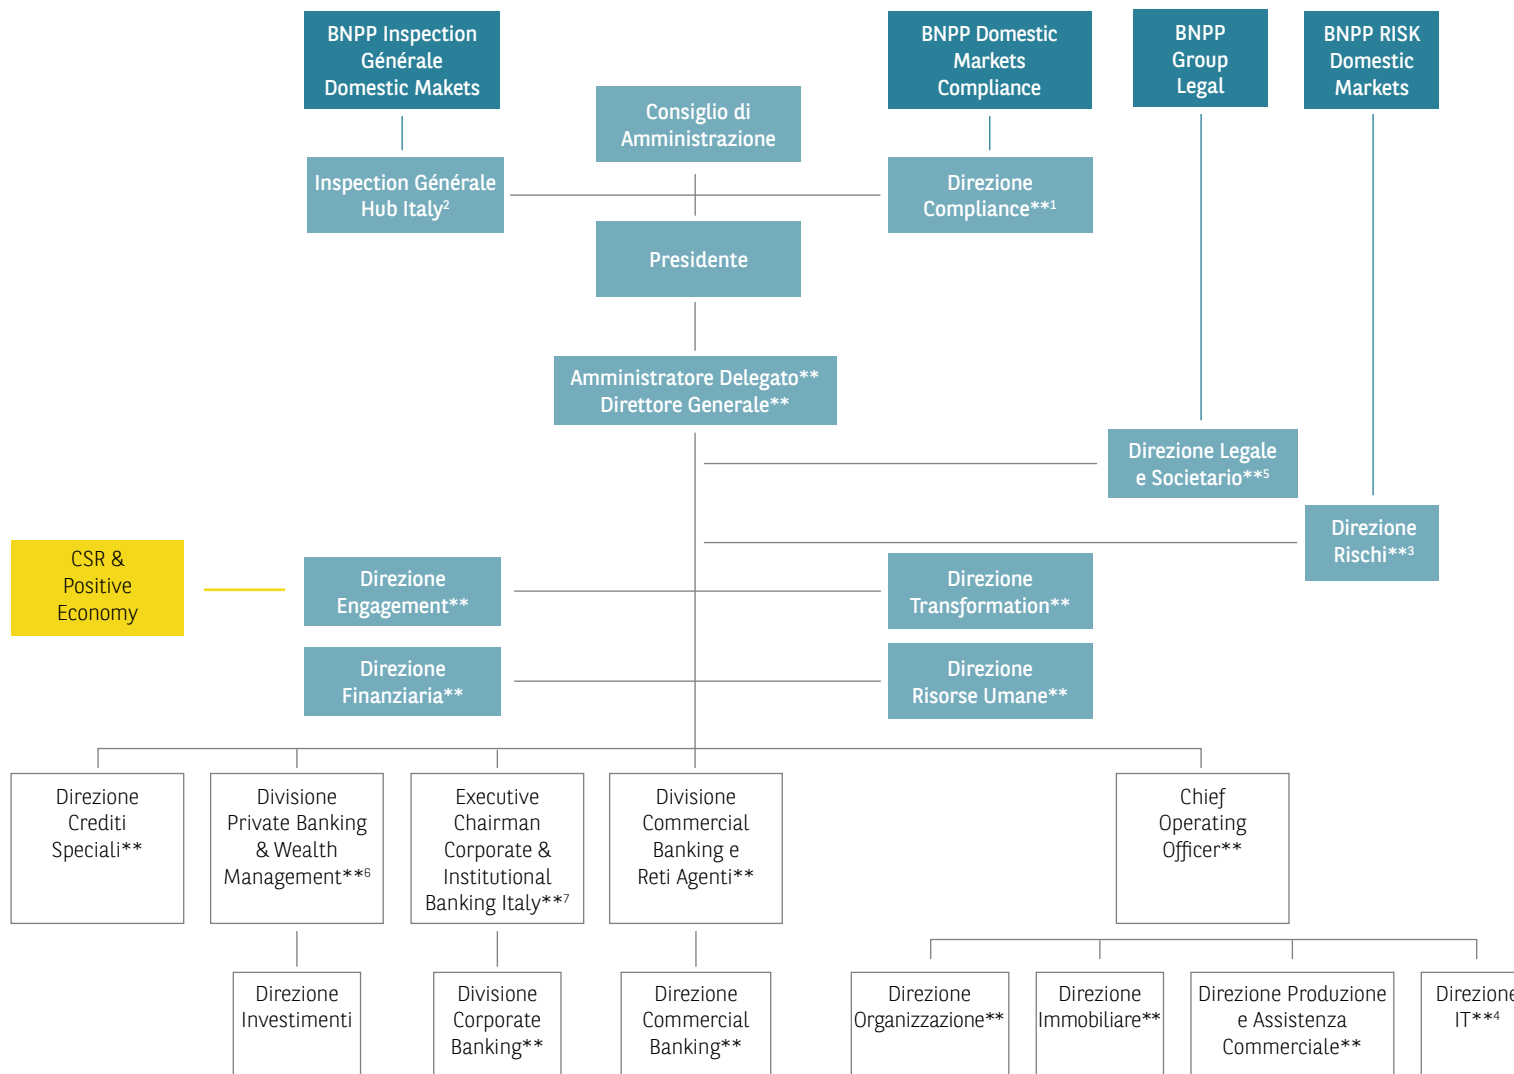 BNPP Inspection
Générale
Domestic Makets
BNPP Domestic
Markets
Compliance
BNPP
Group
Legal
BNPP RISK
Domestic
Markets
Consiglio di
Amministrazione
Inspection Générale
Hub Italy²
Direzione
Compliance**¹
Presidente
Amministratore Delegato**
Direttore Generale**
Direzione Legale
e Societario**⁵
Direzione
Rischi**³
CSR &
Positive
Economy
Direzione
Engagement**
Direzione
Transformation**
Direzione
Finanziaria**
Direzione
Risorse Umane**
Direzione
Crediti
Speciali**
Divisione
Private Banking
& Wealth
Management**⁶
Executive
Chairman
Corporate &
Institutional
Banking Italy**⁷
Divisione
Commercial
Banking e
Reti Agenti**
Chief
Operating
Officer**
Direzione
Investimenti
Divisione
Corporate
Banking**
Direzione
Commercial
Banking**
Direzione
Organizzazione**
Direzione
Immobiliare**
Direzione Produzione
e Assistenza
Commerciale**
Direzione
IT**⁴